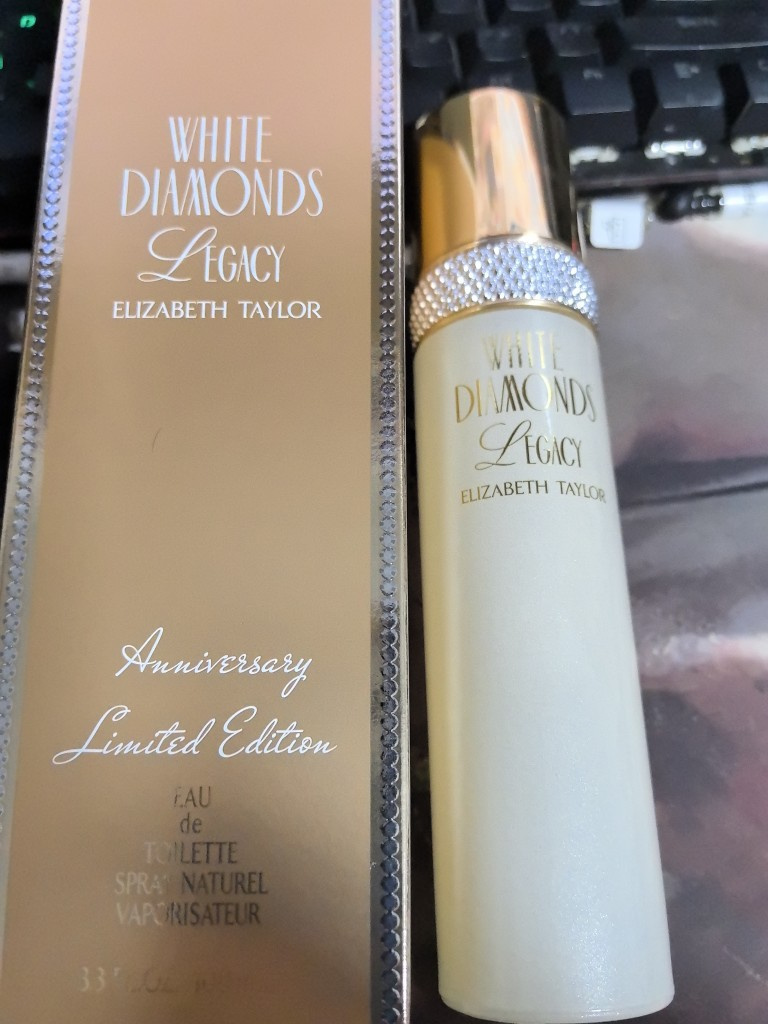 WHITE
DIAMONDS
LEGACY
ELIZABETH TAYLOR
Anniversary
Limited Edition
EAU
de
TOILETTE
SPRAY NATUREL
VAPORISATEUR
WHITE
DIAMONDS
LEGACY
ELIZABETH TAYLOR